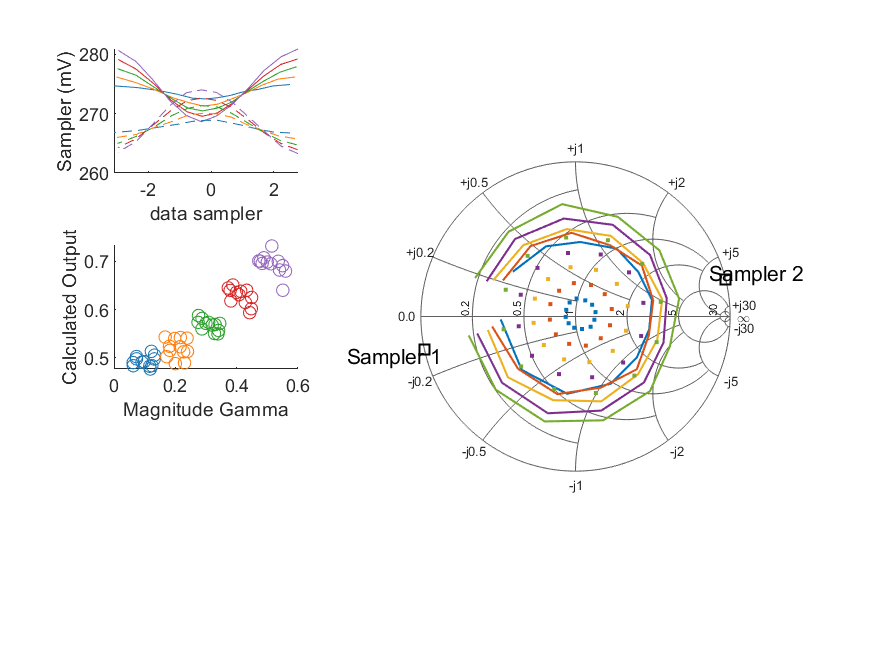 280
270
260
Sampler (mV)
-2
0
2
data sampler
0.7
0.6
0.5
Calculated Output
0
0.2
0.4
0.6
Magnitude Gamma
+j1
+j0.5
+j2
+j0.2
+j5
Sampler 2
0.2
0.5
1
2
5
30
+j30
0.0
∞
-j30
Sampler 1
-j0.2
-j5
-j0.5
-j2
-j1